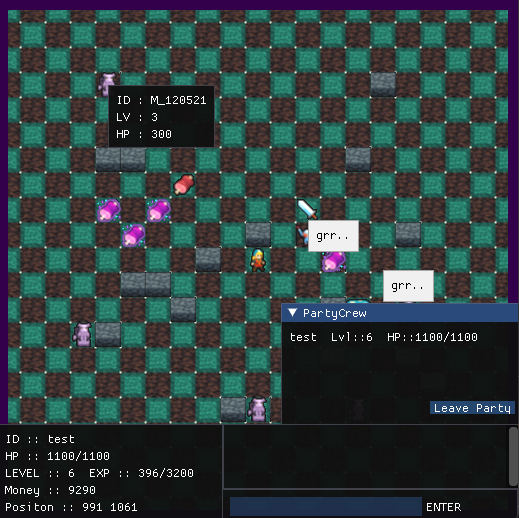 ID : M_120521
LV : 3
HP : 300
grr..
grr..
PartyCrew
test Lvl::6 HP::1100/1100
Leave Party
ID :: test
HP :: 1100/1100
LEVEL :: 6 EXP :: 396/3200
Money :: 9290
Positon :: 991 1061
ENTER